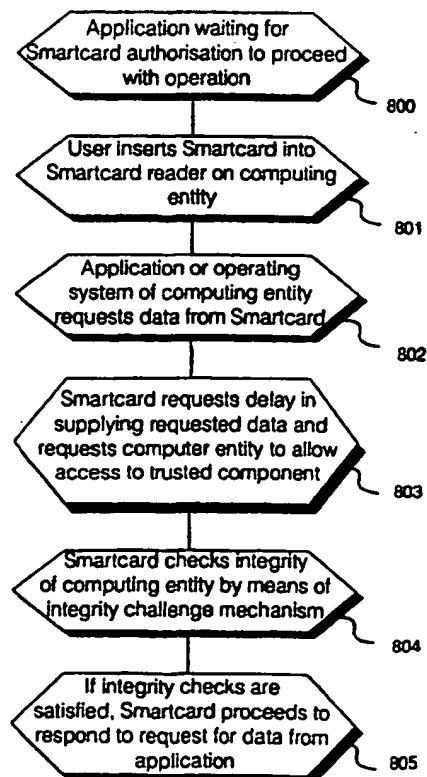 Application waiting for
Smartcard authorisation to proceed
with operation
800
User inserts Smartcard into
Smartcard reader on computing
entity
801
Application or operating
system of computing entity
requests data from Smartcard
802
Smartcard requests delay in
supplying requested data and
requests computer entity to allow
access to trusted component
803
Smartcard checks integrity
of computing entity by means of
integrity challenge mechanism
804
If integrity checks are
satisfied, Smartcard proceeds to
respond to request for data from
application
805